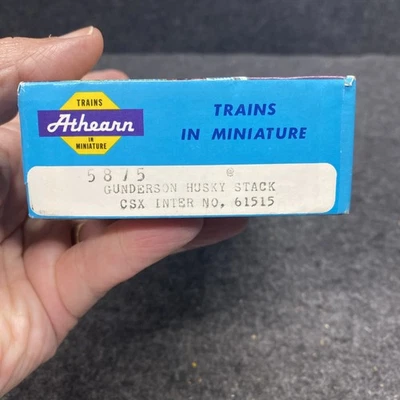 TRAINS
Athearn
IN
MINIATURE
TRAINS
IN MINIATURE
5875 ®
GUNDERSON HUSKY STACK
CSX INTER NO. 61515